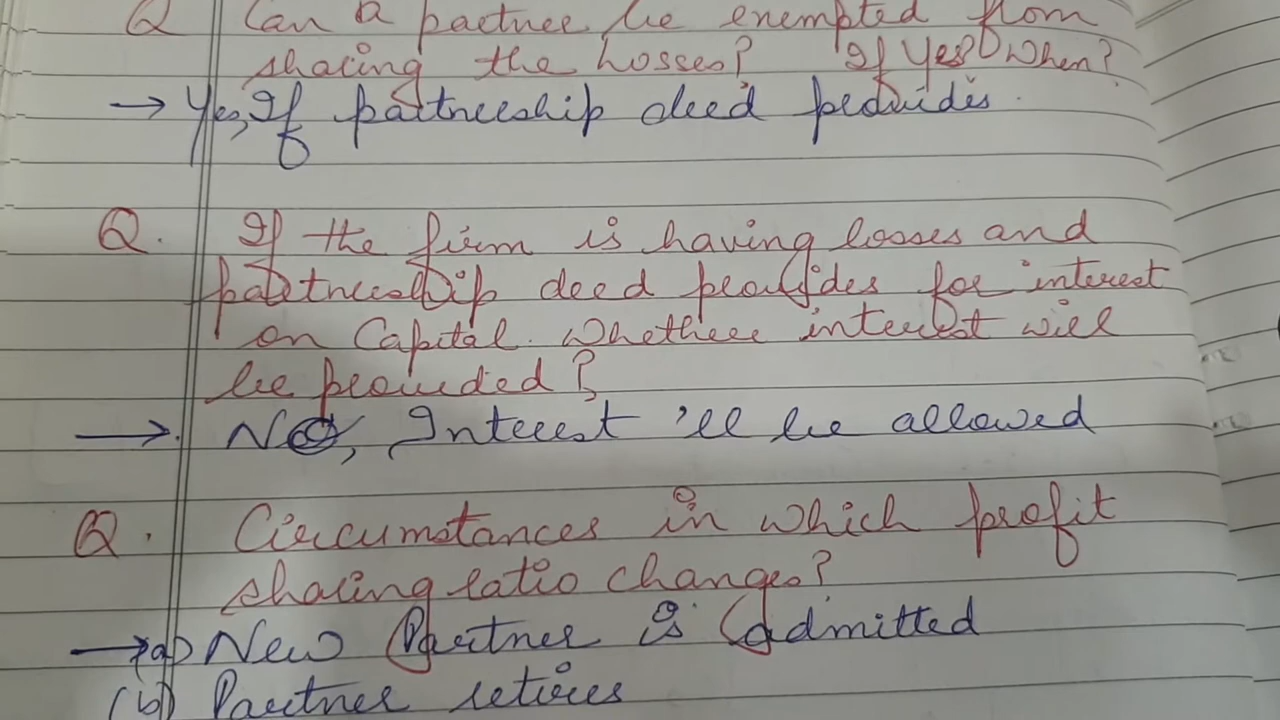 Q Can a partner be exempted from
sharing the losses? If Yes when?
→ Yes, If partnership deed provides.
Q. If the firm is having losses and
partnership deed provides for interest
on Capital. Whether interest will
be provided?
→ No, Interest 'll be allowed
Q. Circumstances in which profit
sharing ratio changes?
→ (a) New Partner is admitted
(b) Partner retires